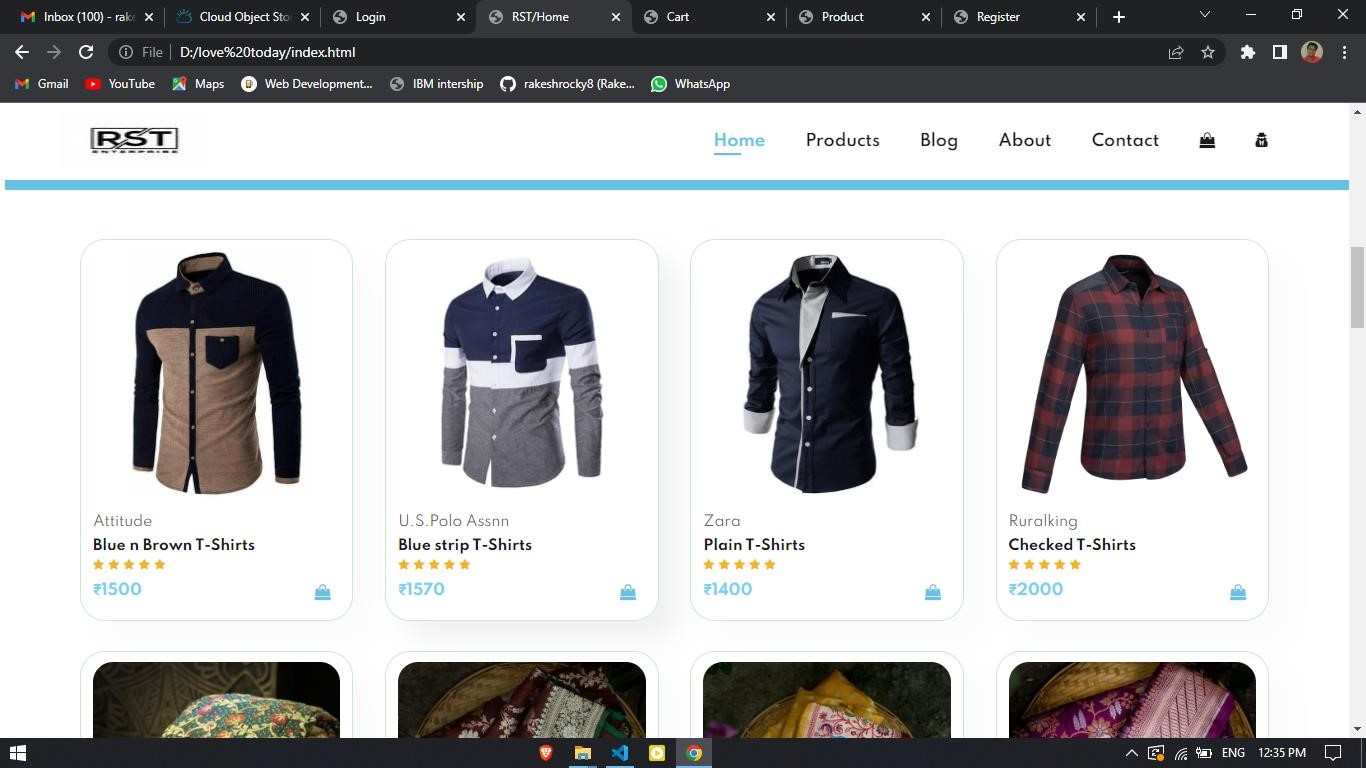 Inbox (100) - rake
Cloud Object Sto
Login
RST/Home
Cart
Product
Register
File
D:/love%20today/index.html
Gmail
YouTube
Maps
Web Development...
IBM intership
rakeshrocky8 (Rake...
WhatsApp
RST
ENTERPRISE
Home
Products
Blog
About
Contact
Attitude
Blue n Brown T-Shirts
₹1500
U.S.Polo Assnn
Blue strip T-Shirts
₹1570
Zara
Plain T-Shirts
₹1400
Ruralking
Checked T-Shirts
₹2000
ENG
12:35 PM